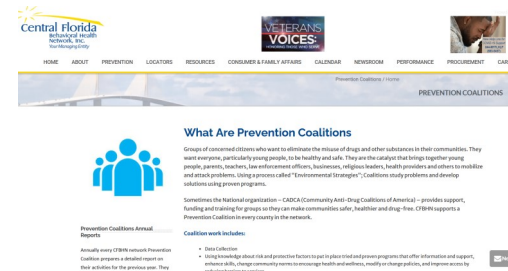 Central Florida
Behavioral Health
Network, Inc.
Your Managing Entity
VETERANS
VOICES:
HOME ABOUT PREVENTION LOCATORS RESOURCES CONSUMER & FAMILY AFFAIRS CALENDAR NEWSROOM PERFORMANCE PROCUREMENT CAR
Prevention Coalitions / Home
PREVENTION COALITIONS
What Are Prevention Coalitions
Groups of concerned citizens who want to eliminate the misuse of drugs and other substances in their communities. They
want everyone, particularly young people, to be healthy and safe. They are the catalyst that brings together young
people, parents, teachers, law enforcement officers, businesses, religious leaders, health providers and others to mobilize
and attack problems. Using a process called "Environmental Strategies"; Coalitions study problems and develop
solutions using proven programs.
Sometimes the National organization – CADCA (Community Anti-Drug Coalitions of America) – provides support,
funding and training for groups so they can make communities safer, healthier and drug-free. CFBHN supports a
Prevention Coalition in every county in the network.
Coalition work includes:
Data Collection
Using knowledge about risk and protective factors to put in place tried and proven programs that offer information and support,
enhance skills, change community norms to encourage health and wellness, modify or change policies, and improve access by
Prevention Coalitions Annual
Reports
Annually every CFBHN network Prevention
Coalition prepares a detailed report on
their activities for the previous year. They